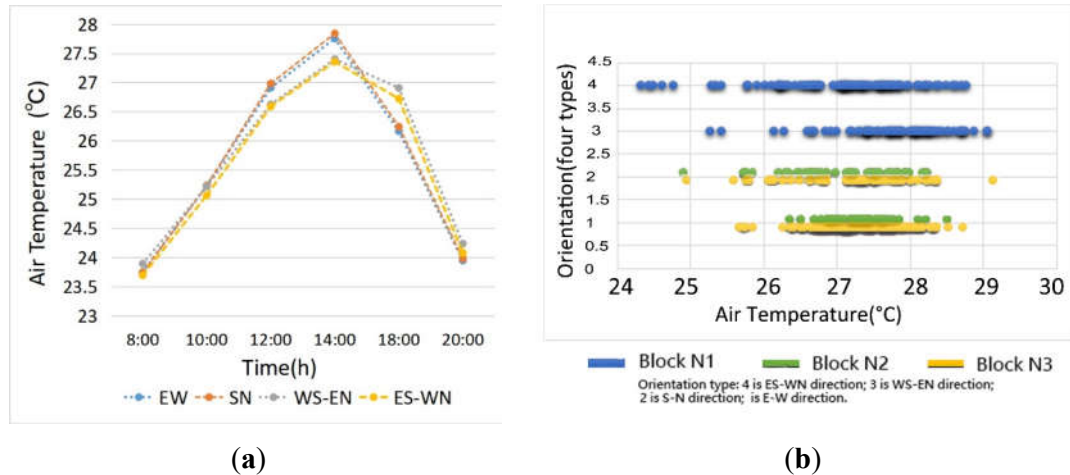 28
27.5
27
26.5
26
25.5
25
24.5
24
23.5
23
Air Temperature (°C)
8:00 10:00 12:00 14:00 18:00 20:00
Time(h)
EW SN WS-EN ES-WN
(a)
4.5
4
3.5
3
2.5
2
1.5
1
0.5
0
Orientation(four types)
24 25 26 27 28 29 30
Air Temperature(°C)
Block N1 Block N2 Block N3
Orientation type: 4 is ES-WN direction; 3 is WS-EN direction;
2 is S-N direction; is E-W direction.
(b)